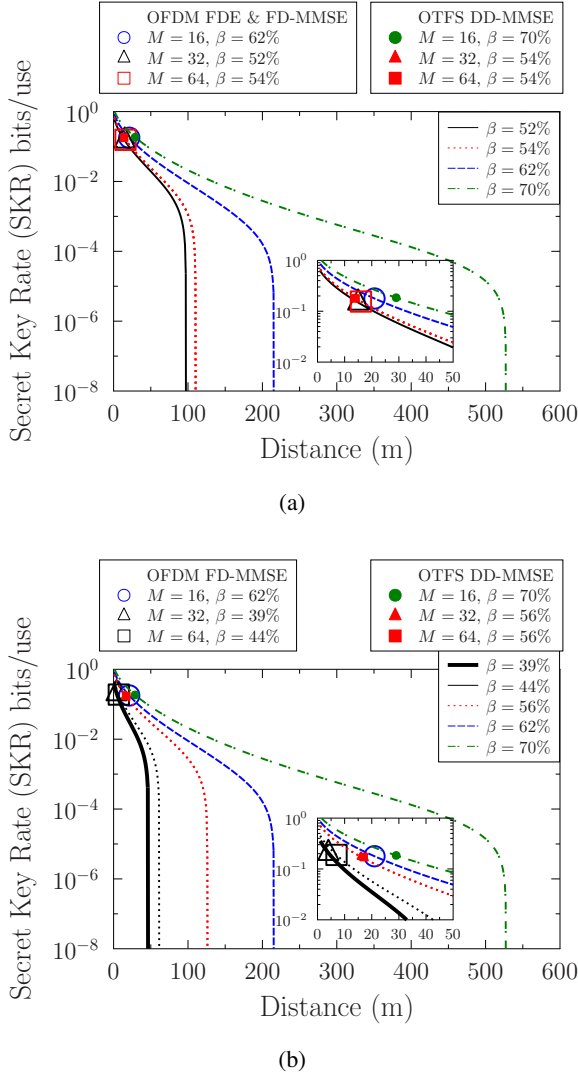 OFDM FDE & FD-MMSE
M = 16, β = 62%
M = 32, β = 52%
M = 64, β = 54%
OTFS DD-MMSE
M = 16, β = 70%
M = 32, β = 54%
M = 64, β = 54%
Secret Key Rate (SKR) bits/use
10^0
10^-2
10^-4
10^-6
10^-8
β = 52%
β = 54%
β = 62%
β = 70%
10^0
10^-1
10^-2
0 10 20 30 40 50
0 100 200 300 400 500 600
Distance (m)
(a)
OFDM FD-MMSE
M = 16, β = 62%
M = 32, β = 39%
M = 64, β = 44%
OTFS DD-MMSE
M = 16, β = 70%
M = 32, β = 56%
M = 64, β = 56%
Secret Key Rate (SKR) bits/use
10^0
10^-2
10^-4
10^-6
10^-8
β = 39%
β = 44%
β = 56%
β = 62%
β = 70%
10^0
10^-1
10^-2
0 10 20 30 40 50
0 100 200 300 400 500 600
Distance (m)
(b)